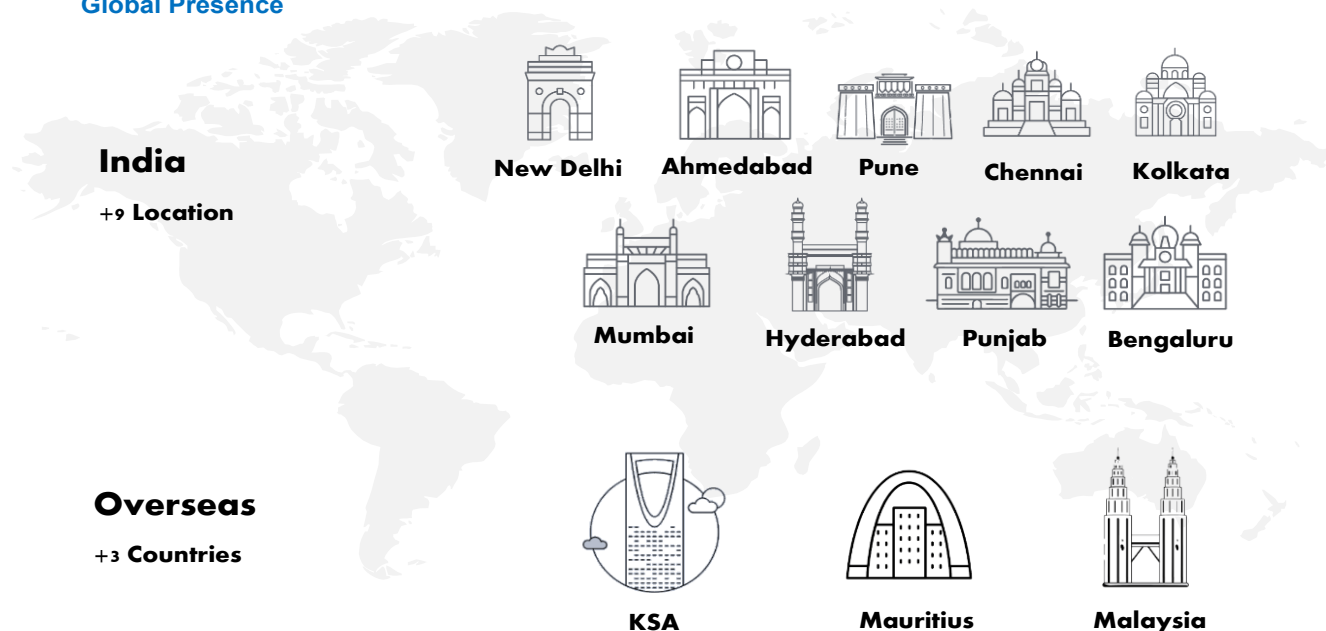 Global Presence
India
+9 Location
New Delhi
Ahmedabad
Pune
Chennai
Kolkata
Mumbai
Hyderabad
Punjab
Bengaluru
Overseas
+3 Countries
KSA
Mauritius
Malaysia